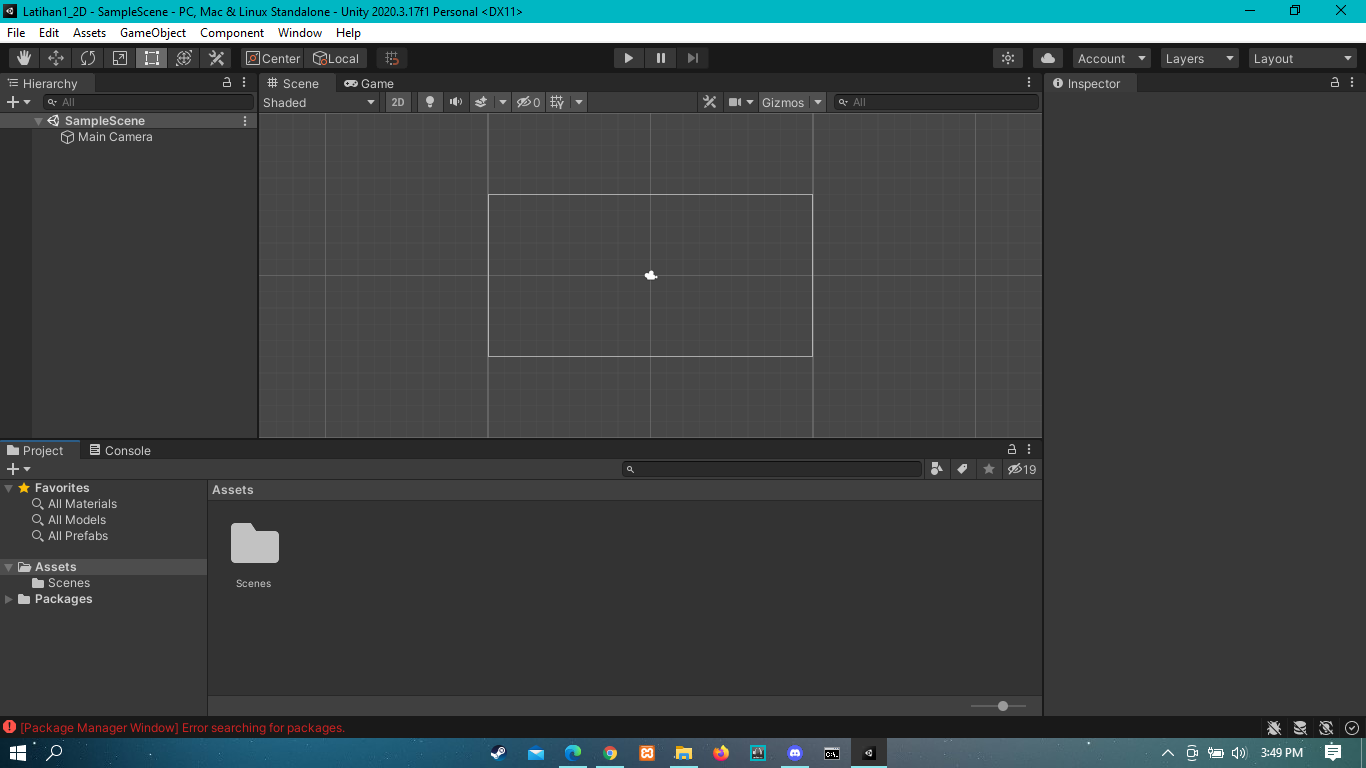 Latihan1_2D - SampleScene - PC, Mac & Linux Standalone - Unity 2020.3.17f1 Personal <DX11>
File Edit Assets GameObject Component Window Help
Center Local Account Layers Layout
Hierarchy Scene Game Inspector
All Shaded 2D 0 Gizmos All
SampleScene
Main Camera
Project Console
19
Favorites Assets
All Materials
All Models
All Prefabs
Assets
Scenes Scenes
Packages
[Package Manager Window] Error searching for packages.
C:\. 3:49 PM